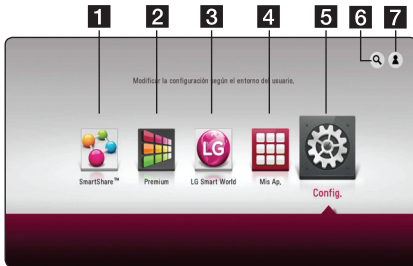 1 2 3 4 5 6 7
Modificar la configuración según el entorno del usuario.
LG
SmartShare™ Premium LG Smart World Mis Ap. Config.